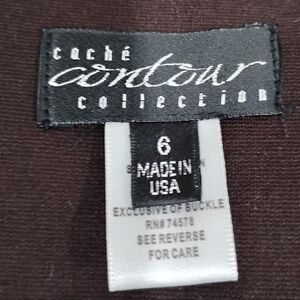 caché
contour
collection
6
MADE IN
USA
EXCLUSIVE OF BUCKLE
RN# 74578
SEE REVERSE
FOR CARE